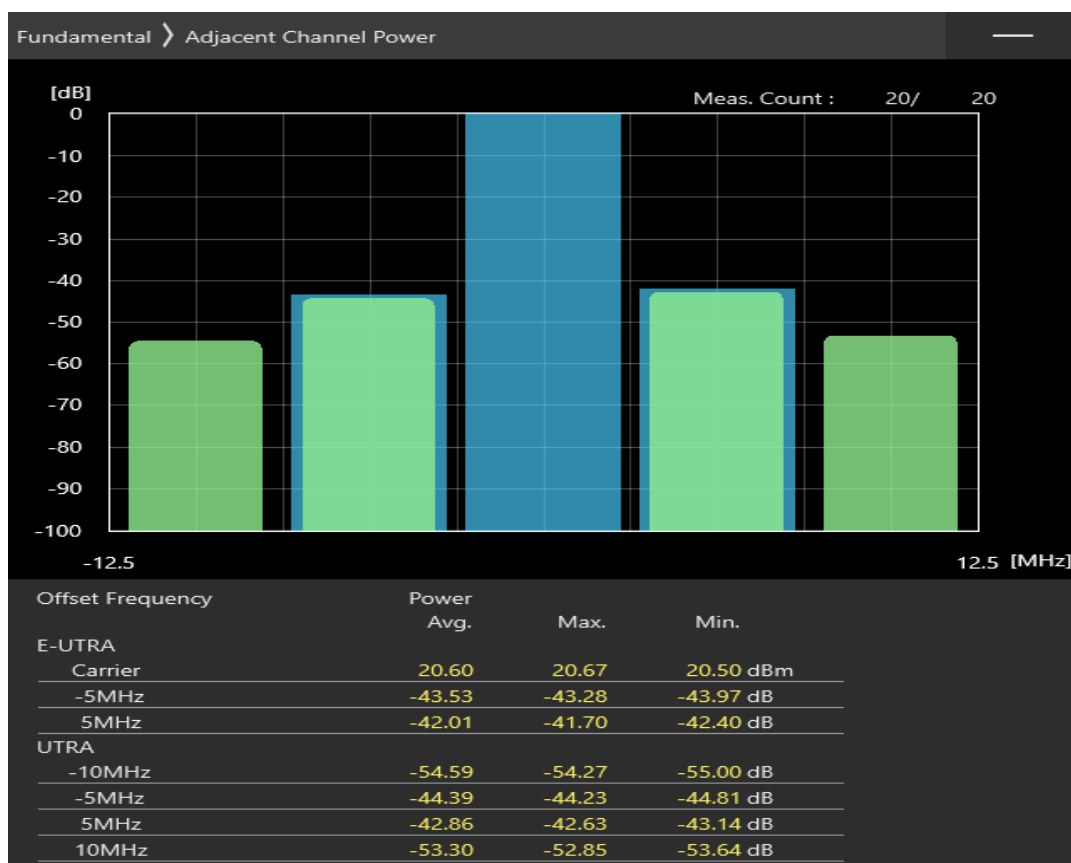 Fundamental ❯ Adjacent Channel Power
[dB]
Meas. Count : 20/ 20
0
-10
-20
-30
-40
-50
-60
-70
-80
-90
-100
-12.5 12.5 [MHz]
Offset Frequency Power
Avg. Max. Min.
E-UTRA
Carrier 20.60 20.67 20.50 dBm
-5MHz -43.53 -43.28 -43.97 dB
5MHz -42.01 -41.70 -42.40 dB
UTRA
-10MHz -54.59 -54.27 -55.00 dB
-5MHz -44.39 -44.23 -44.81 dB
5MHz -42.86 -42.63 -43.14 dB
10MHz -53.30 -52.85 -53.64 dB